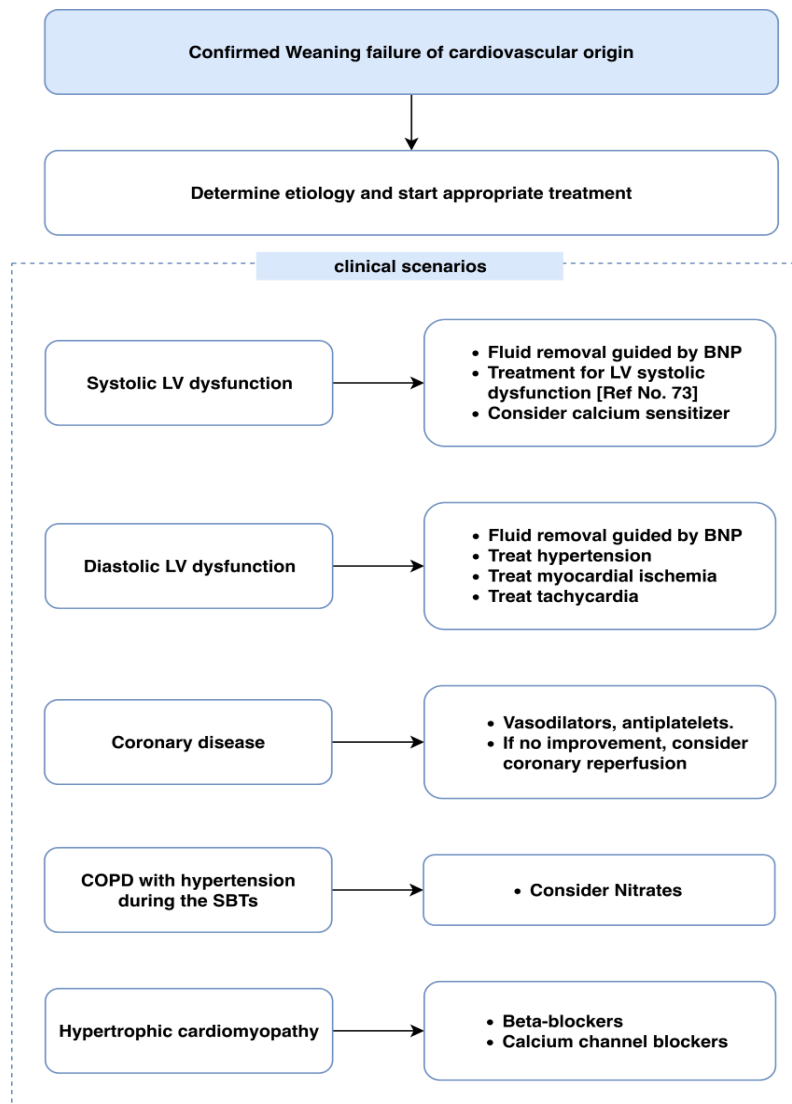 Confirmed Weaning failure of cardiovascular origin
Determine etiology and start appropriate treatment
clinical scenarios
Systolic LV dysfunction
• Fluid removal guided by BNP
• Treatment for LV systolic
dysfunction [Ref No. 73]
• Consider calcium sensitizer
Diastolic LV dysfunction
• Fluid removal guided by BNP
• Treat hypertension
• Treat myocardial ischemia
• Treat tachycardia
Coronary disease
• Vasodilators, antiplatelets.
• If no improvement, consider
coronary reperfusion
COPD with hypertension
during the SBTs
• Consider Nitrates
Hypertrophic cardiomyopathy
• Beta-blockers
• Calcium channel blockers